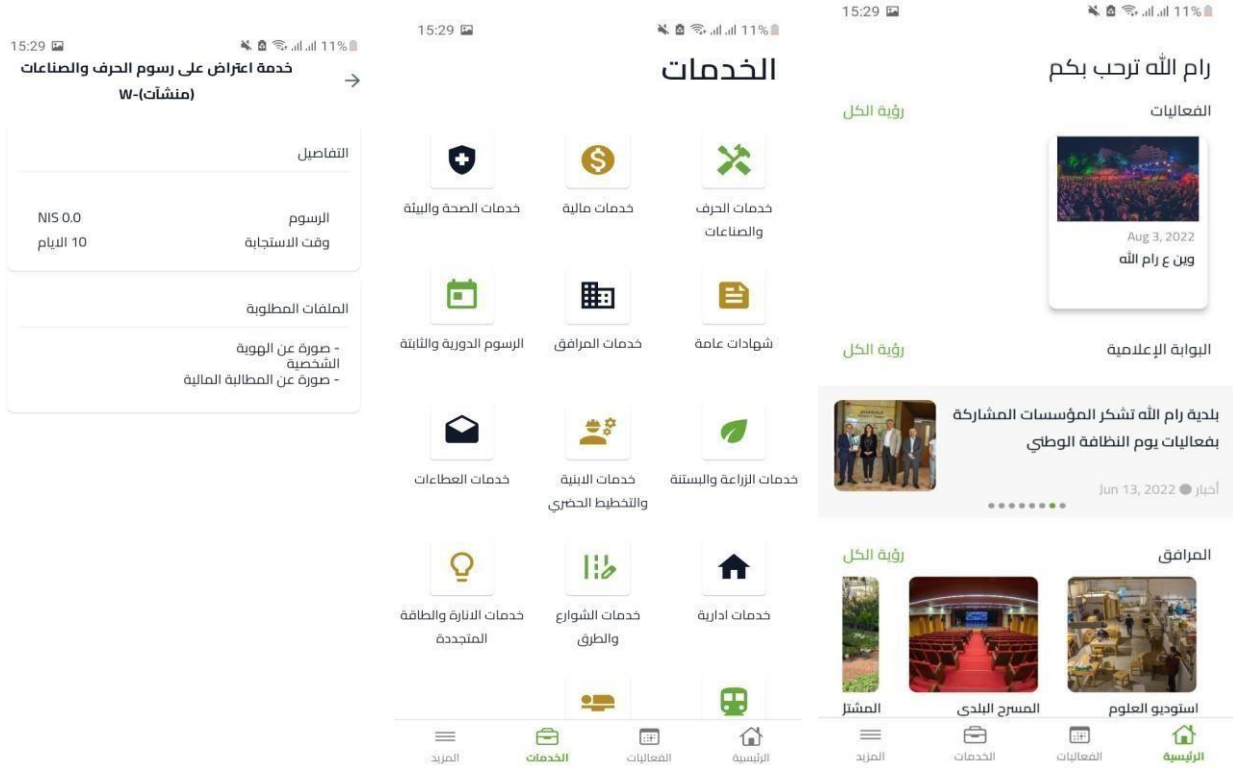 15:29
11%
رام الله ترحب بكم
الفعاليات
رؤية الكل
Aug 3, 2022
وين ع رام الله
البوابة الإعلامية
رؤية الكل
بلدية رام الله تشكر المؤسسات المشاركة
بفعاليات يوم النظافة الوطني
أخبار Jun 13, 2022
المرافق
رؤية الكل
استوديو العلوم
المسرح البلدي
المشتل
الرئيسية
الفعاليات
الخدمات
المزيد
15:29
11%
الخدمات
خدمات الحرف
والصناعات
خدمات مالية
خدمات الصحة والبيئة
شهادات عامة
خدمات المرافق
الرسوم الدورية والثابتة
خدمات الزراعة والبستنة
خدمات الابنية
والتخطيط الحضري
خدمات العطاءات
خدمات ادارية
خدمات الشوارع
والطرق
خدمات الانارة والطاقة
المتجددة
الرئيسية
الفعاليات
الخدمات
المزيد
15:29
11%
خدمة اعتراض على رسوم الحرف والصناعات
(منشآت)-W
التفاصيل
الرسوم
NIS 0.0
وقت الاستجابة
10 الايام
الملفات المطلوبة
- صورة عن الهوية
الشخصية
- صورة عن المطالبة المالية